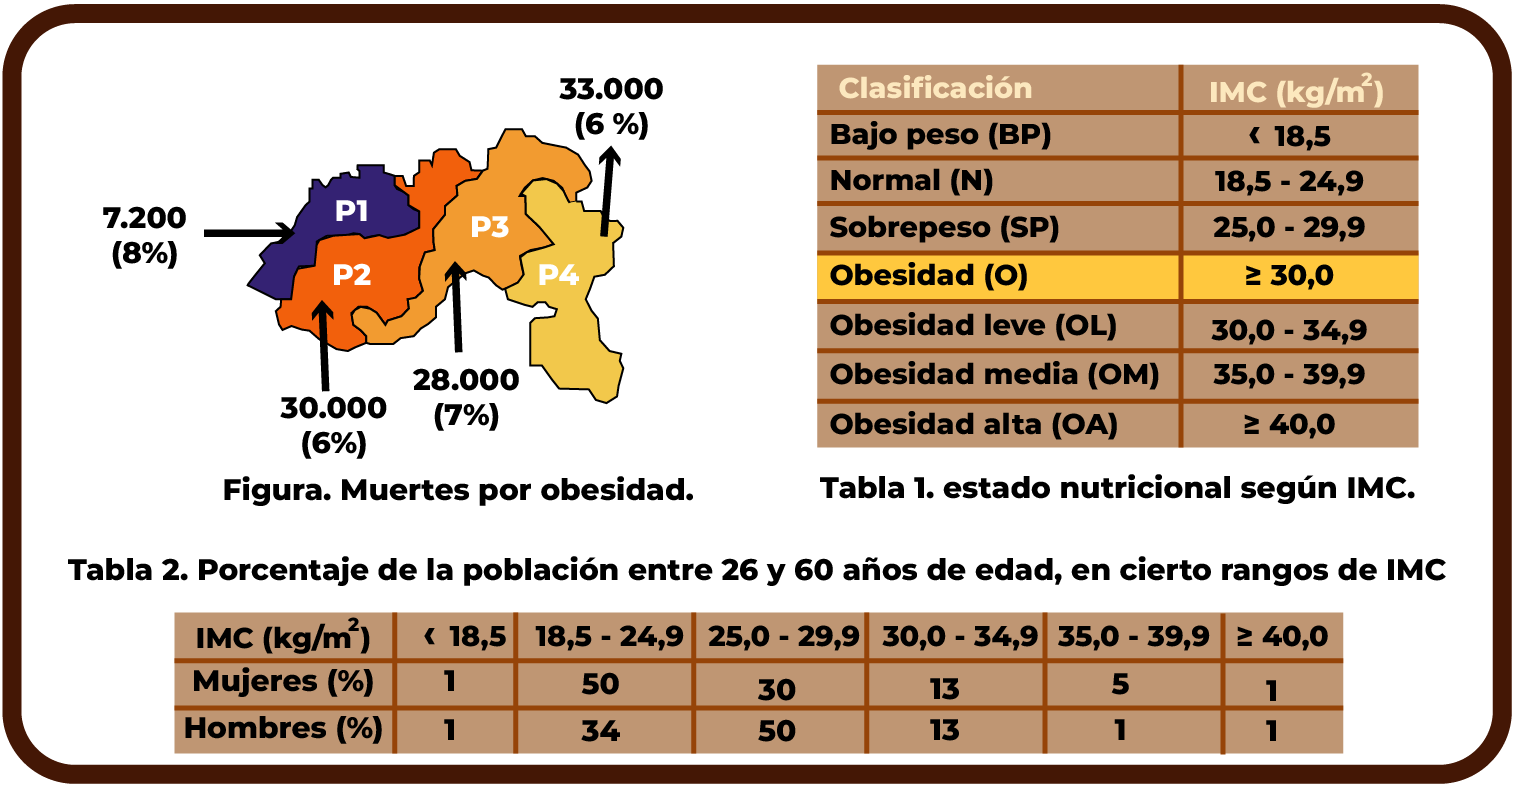 33.000
(6 %)
7.200
(8%)
P1
P2
P3
P4
28.000
(7%)
30.000
(6%)
Figura. Muertes por obesidad.
Clasificación IMC (kg/m²)
Bajo peso (BP) < 18,5
Normal (N) 18,5 - 24,9
Sobrepeso (SP) 25,0 - 29,9
Obesidad (O) ≥ 30,0
Obesidad leve (OL) 30,0 - 34,9
Obesidad media (OM) 35,0 - 39,9
Obesidad alta (OA) ≥ 40,0
Tabla 1. estado nutricional según IMC.
Tabla 2. Porcentaje de la población entre 26 y 60 años de edad, en cierto rangos de IMC
IMC (kg/m²) < 18,5 18,5 - 24,9 25,0 - 29,9 30,0 - 34,9 35,0 - 39,9 ≥ 40,0
Mujeres (%) 1 50 30 13 5 1
Hombres (%) 1 34 50 13 1 1